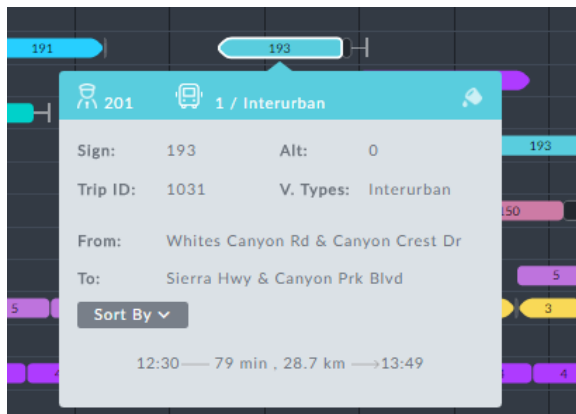 191
193
201
1 / Interurban
Sign: 193 Alt: 0
193
Trip ID: 1031 V. Types: Interurban
150
From: Whites Canyon Rd & Canyon Crest Dr
To: Sierra Hwy & Canyon Prk Blvd
5
5
Sort By
3
12:30 79 min , 28.7 km 13:49
4
4